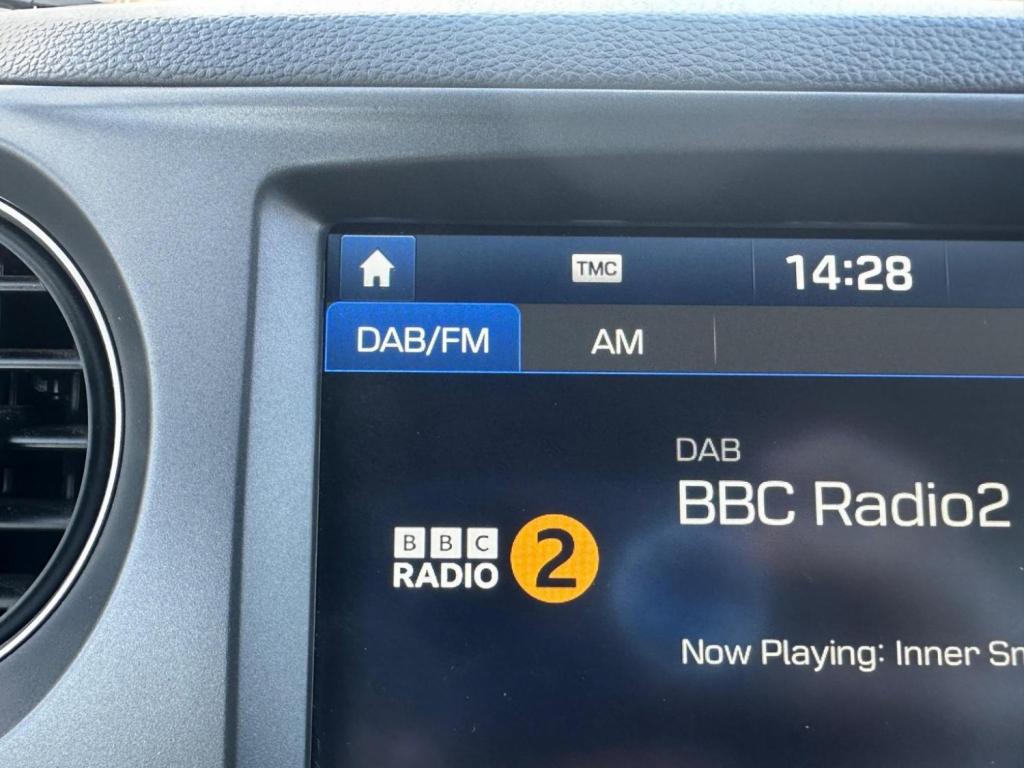 TMC 14:28
DAB/FM AM
DAB
BBC Radio2
BBC
RADIO 2
Now Playing: Inner